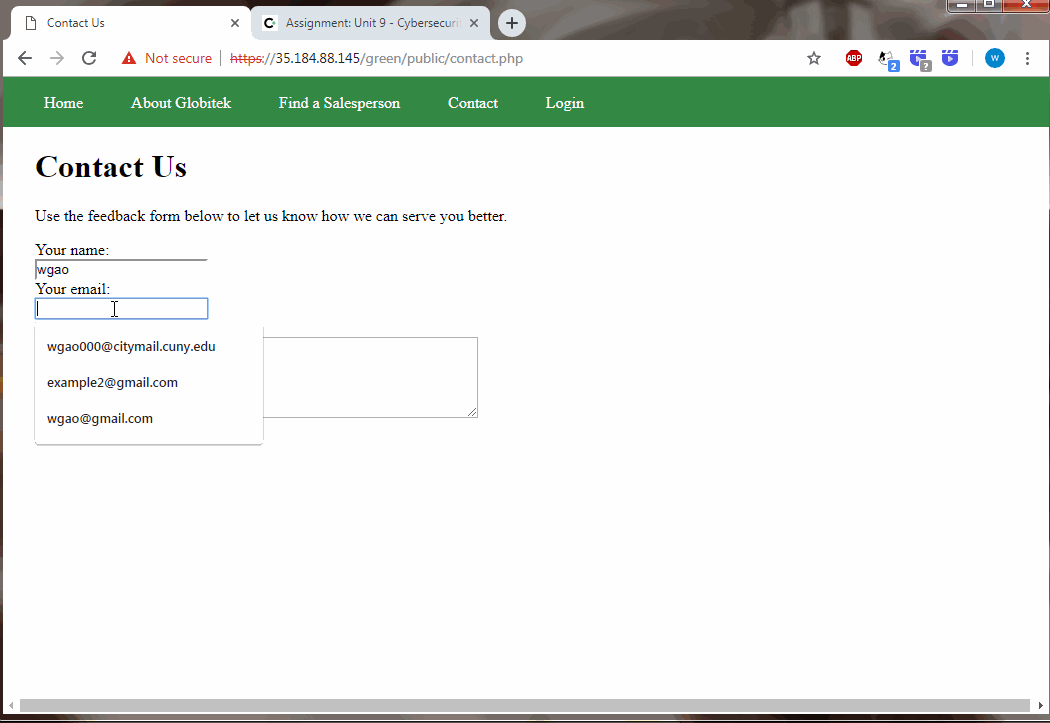 Contact Us
Assignment: Unit 9 - Cybersecuri
Not secure https://35.184.88.145/green/public/contact.php
ABP
2
?
W
Home About Globitek Find a Salesperson Contact Login
Contact Us
Use the feedback form below to let us know how we can serve you better.
Your name:
wgao
Your email:
wgao000@citymail.cuny.edu
example2@gmail.com
wgao@gmail.com